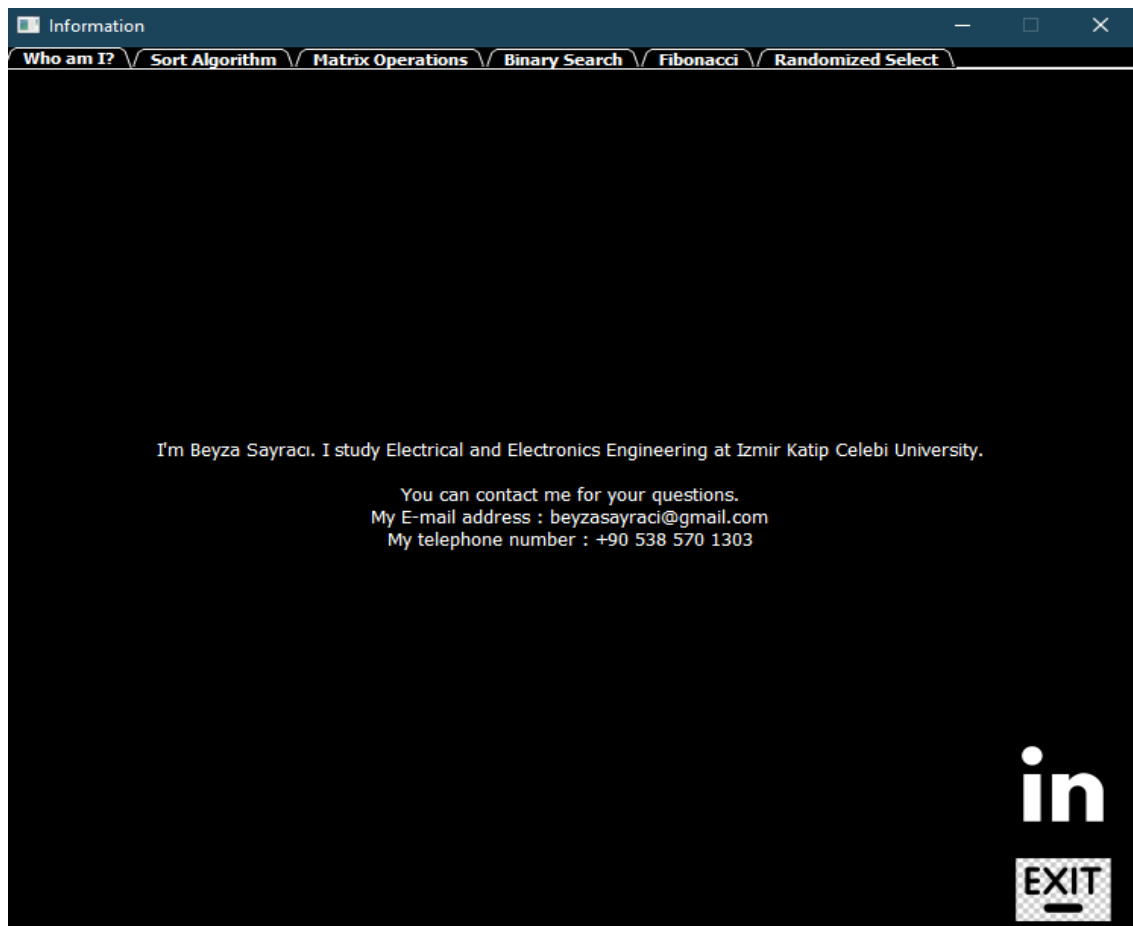 Information
Who am I? Sort Algorithm Matrix Operations Binary Search Fibonacci Randomized Select
I'm Beyza Sayracı. I study Electrical and Electronics Engineering at Izmir Katip Celebi University.
You can contact me for your questions.
My E-mail address : beyzasayraci@gmail.com
My telephone number : +90 538 570 1303
in
EXIT